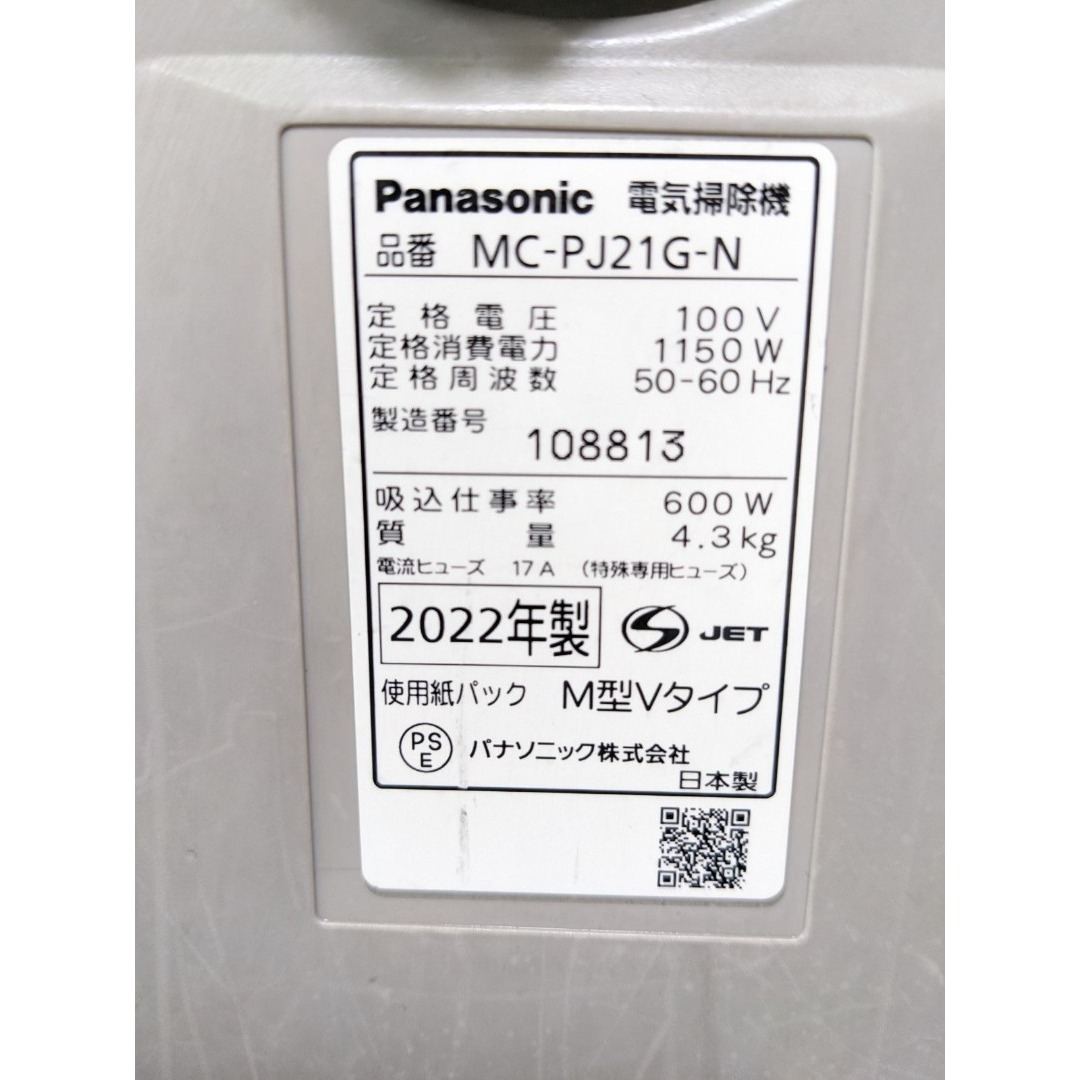 Panasonic 電気掃除機
品番 MC-PJ21G-N
定格電圧 100V
定格消費電力 1150W
定格周波数 50-60Hz
製造番号 108813
吸込仕事率 600W
質量 4.3kg
電流ヒューズ 17A (特殊専用ヒューズ)
2022年製 S JET
使用紙パック M型Vタイプ
PSE パナソニック株式会社
日本製